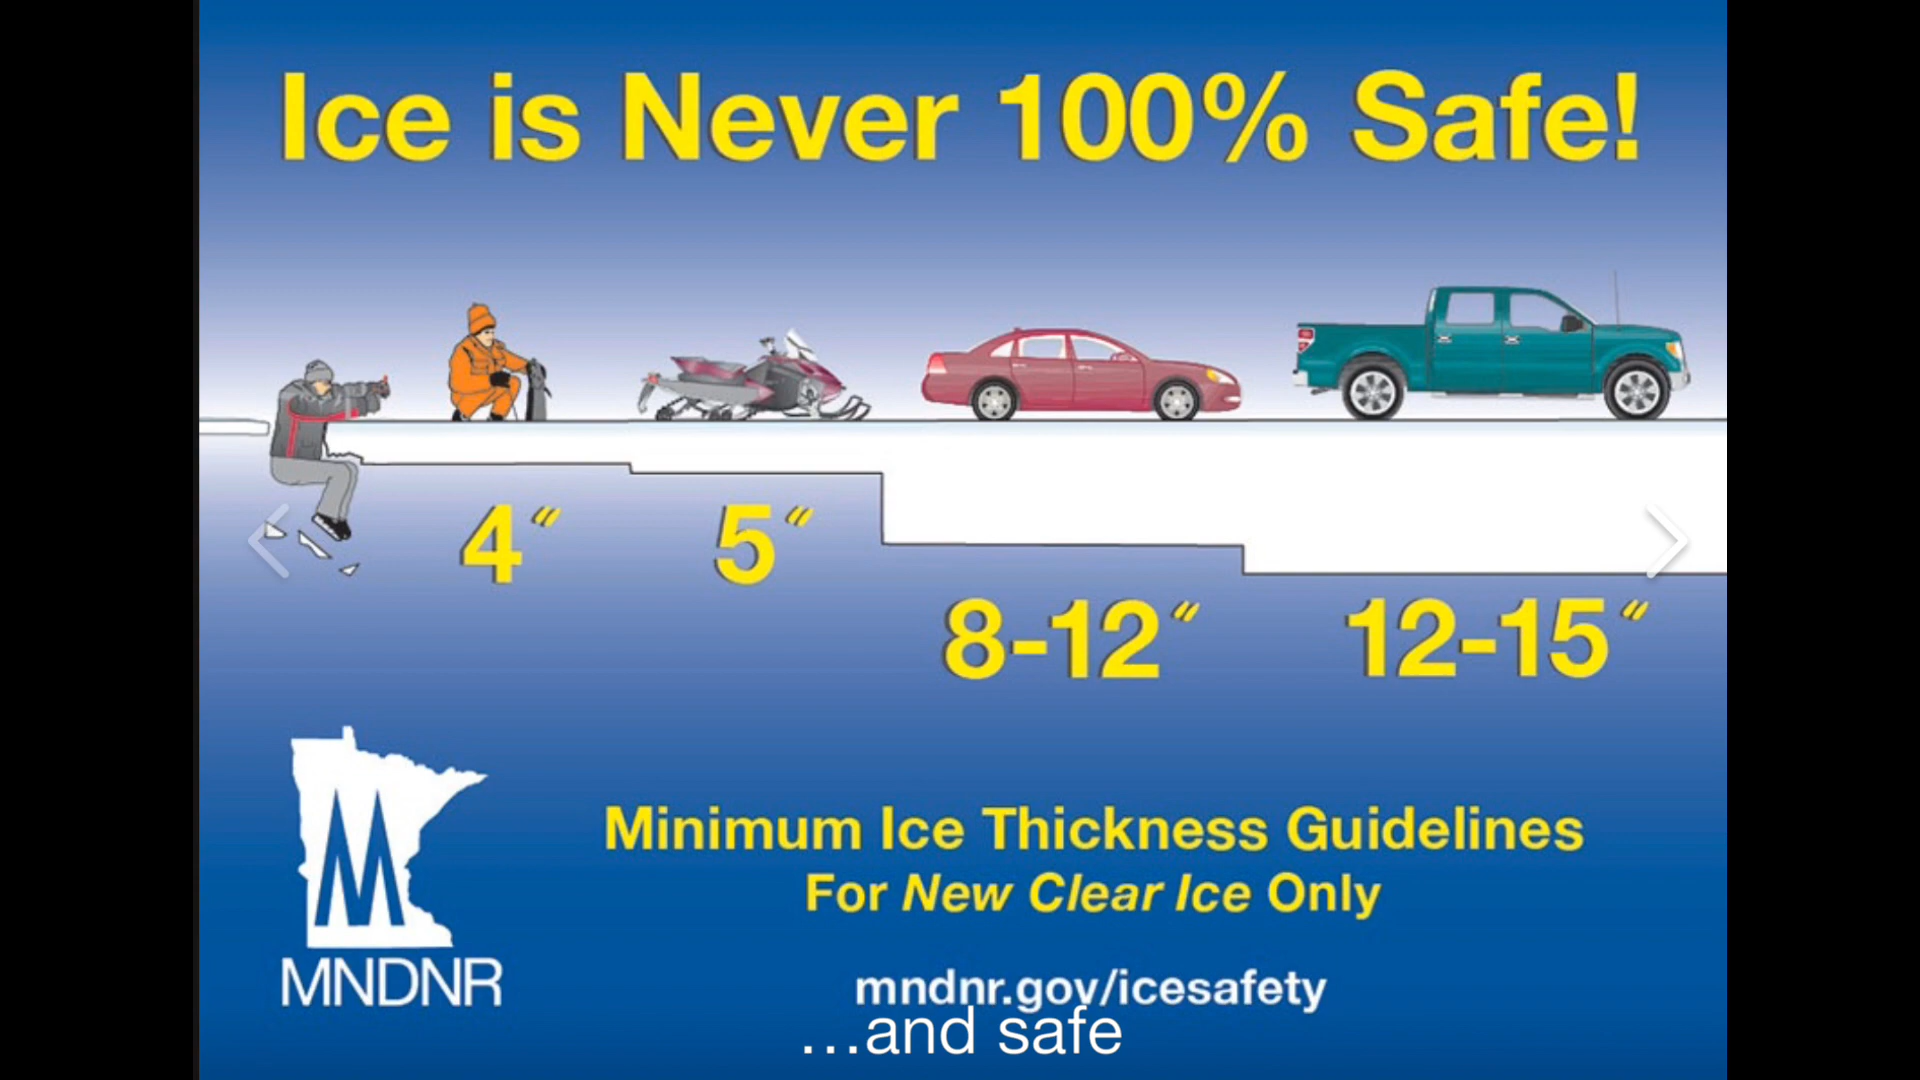 Ice is Never 100% Safe!
4" 5"
8-12" 12-15"
Minimum Ice Thickness Guidelines
For New Clear Ice Only
M
MNDNR
mndnr.gov/icesafety
...and safe